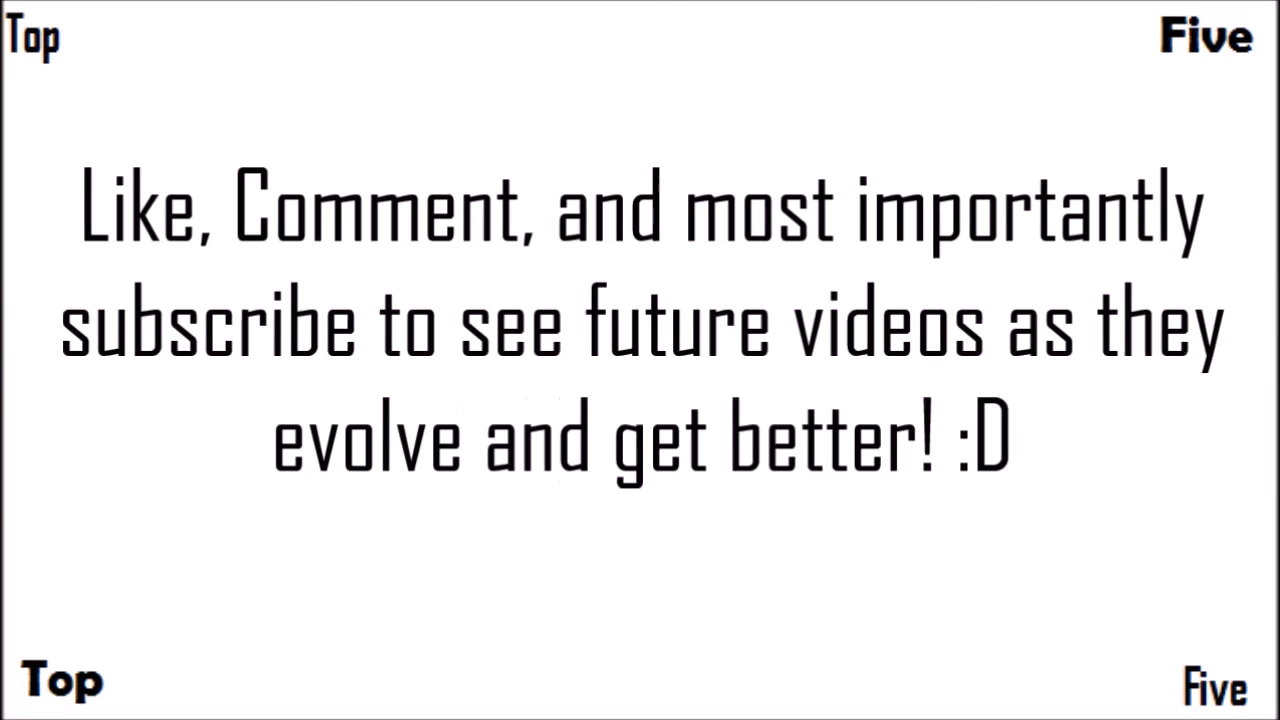 Top Five
Like, Comment, and most importantly
subscribe to see future videos as they
evolve and get better! :D
Top Five